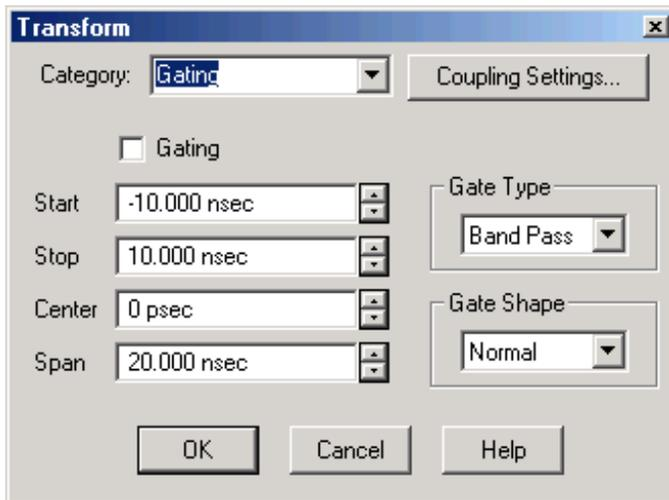 Transform
Category: Gating Coupling Settings...
Gating
Start -10.000 nsec
Stop 10.000 nsec
Center 0 psec
Span 20.000 nsec
Gate Type
Band Pass
Gate Shape
Normal
OK Cancel Help